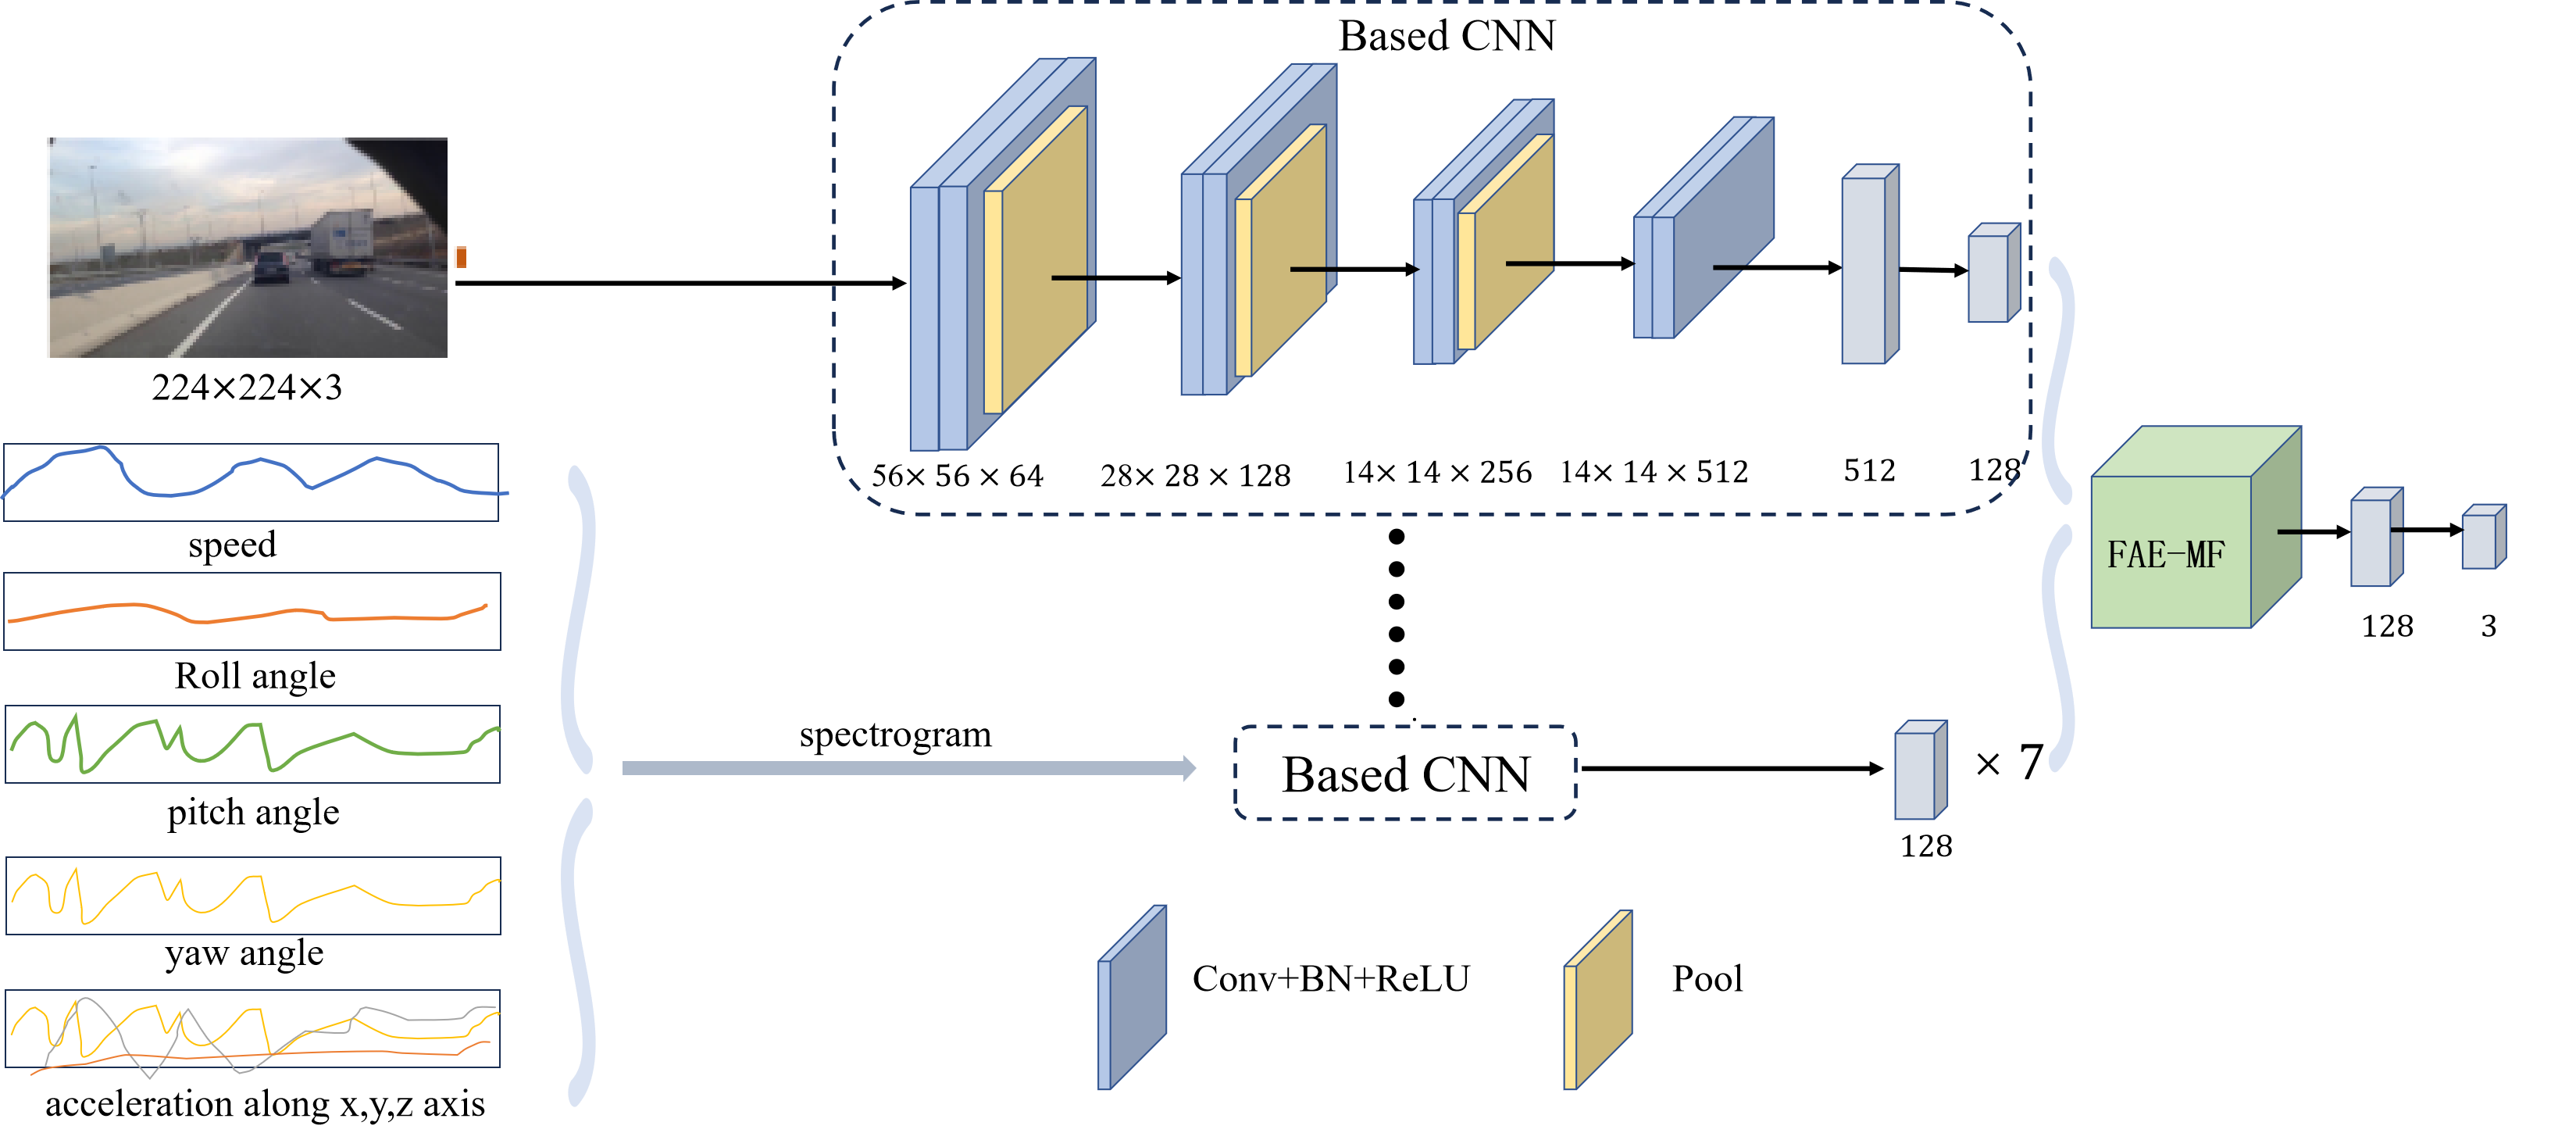 Based CNN
224×224×3
56× 56 × 64
28× 28 × 128
14× 14 × 256
14× 14 × 512
512
128
speed
Roll angle
pitch angle
yaw angle
acceleration along x,y,z axis
spectrogram
Based CNN
× 7
128
FAE-MF
128
3
Conv+BN+ReLU
Pool